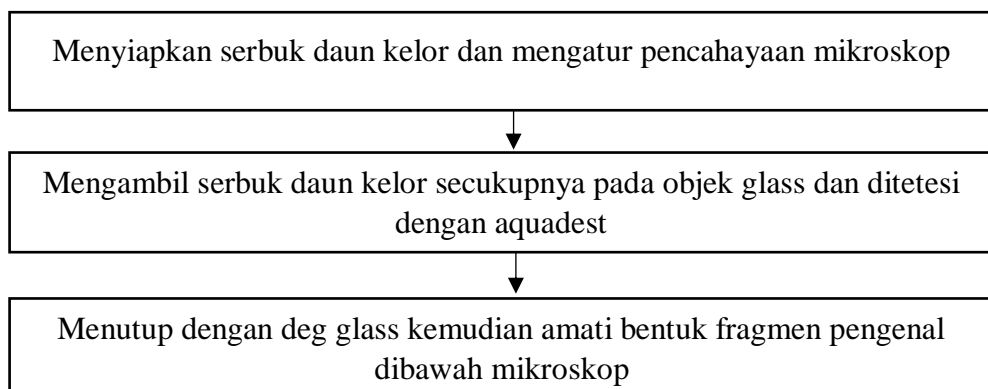 Menyiapkan serbuk daun kelor dan mengatur pencahayaan mikroskop
Mengambil serbuk daun kelor secukupnya pada objek glass dan ditetesi
dengan aquadest
Menutup dengan deg glass kemudian amati bentuk fragmen pengenal
dibawah mikroskop